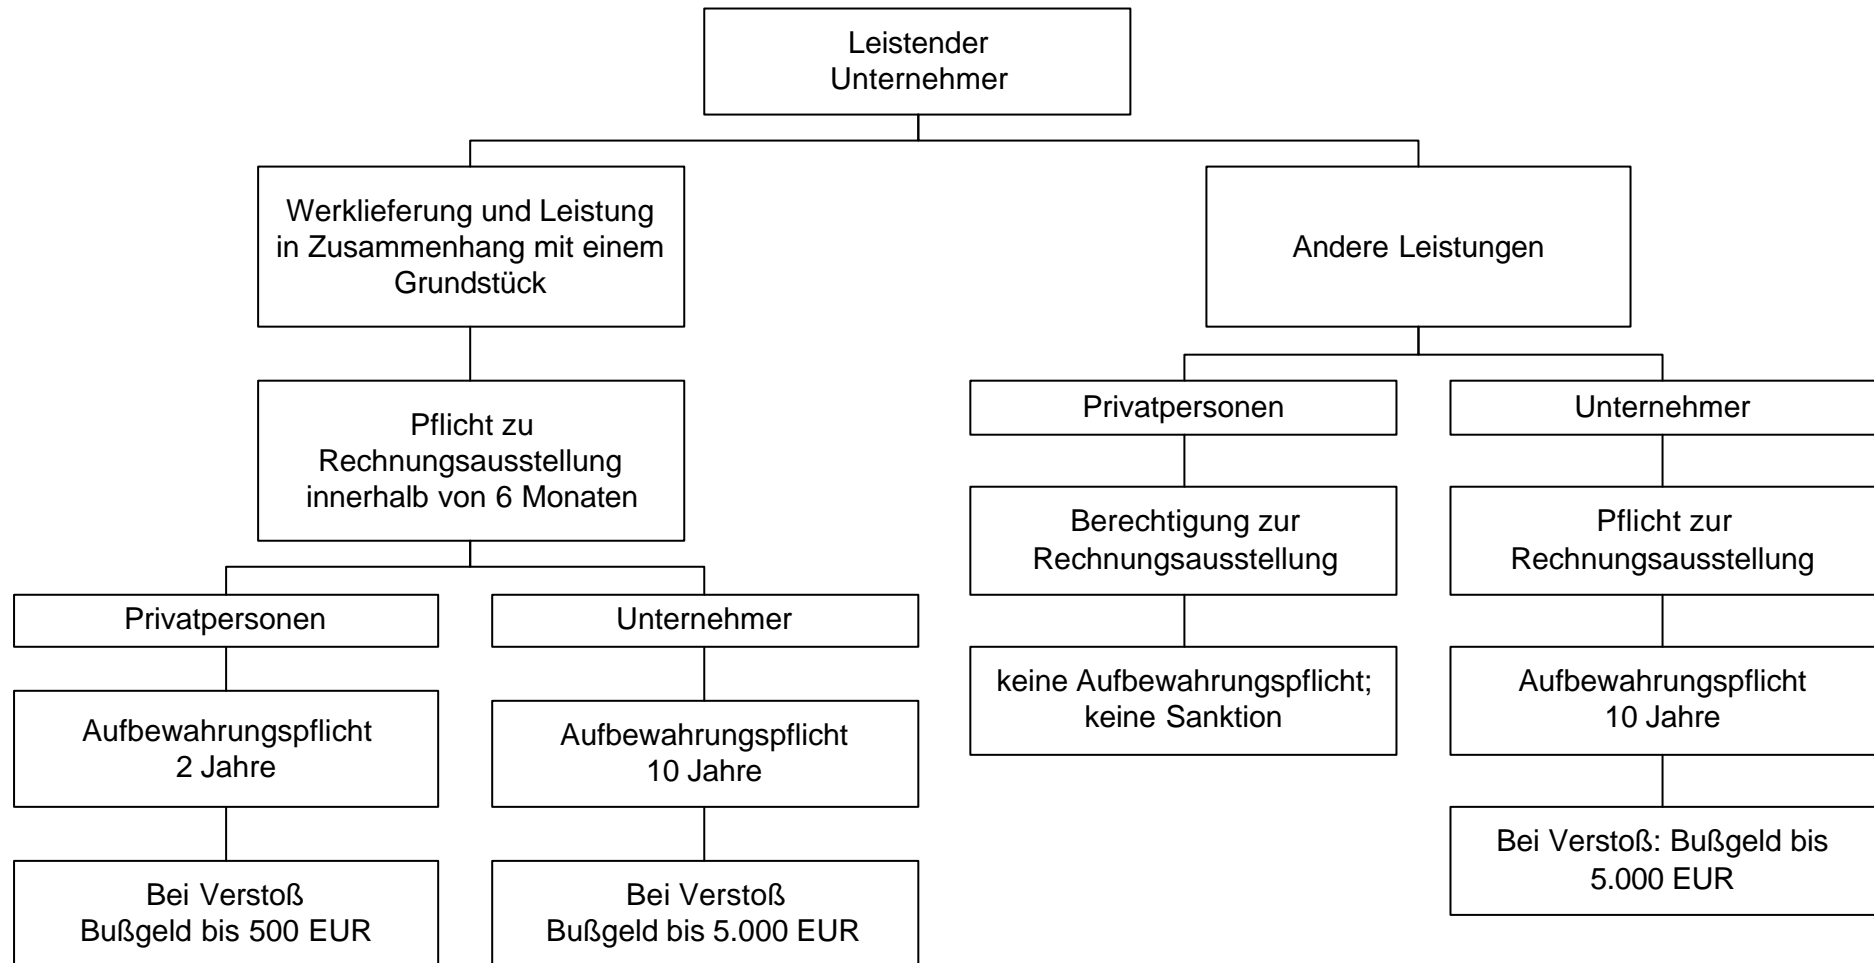 Leistender
Unternehmer
Werklieferung und Leistung
in Zusammenhang mit einem
Grundstück
Andere Leistungen
Pflicht zu
Rechnungsausstellung
innerhalb von 6 Monaten
Privatpersonen
Unternehmer
Berechtigung zur
Rechnungsausstellung
Pflicht zur
Rechnungsausstellung
Privatpersonen
Unternehmer
keine Aufbewahrungspflicht;
keine Sanktion
Aufbewahrungspflicht
10 Jahre
Aufbewahrungspflicht
2 Jahre
Aufbewahrungspflicht
10 Jahre
Bei Verstoß: Bußgeld bis
5.000 EUR
Bei Verstoß
Bußgeld bis 500 EUR
Bei Verstoß
Bußgeld bis 5.000 EUR